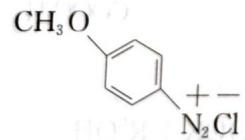 CH₃O
+ −
N₂Cl